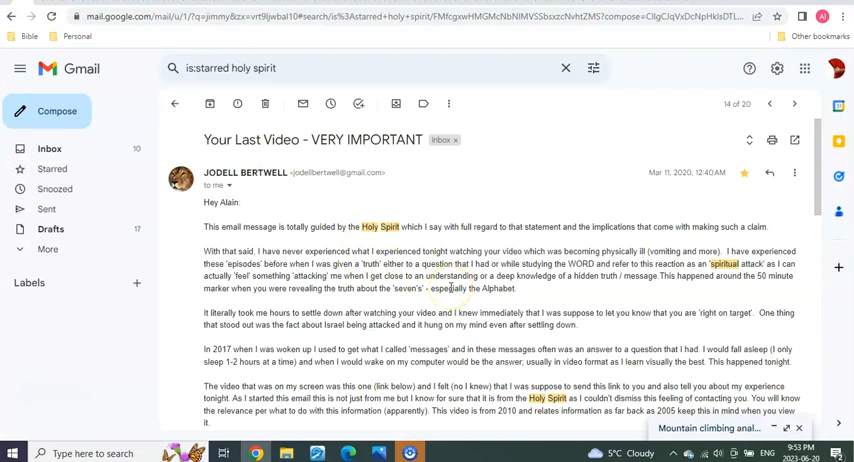 mail.google.com/mail/u/1/?q=jimmy&zx=vrt9ljwbal10#search/is%3Astarred+holy+spirit/
Bible
Personal
Other bookmarks
Gmail
is:starred holy spirit
AI
Compose
14 of 20
Inbox
10
Your Last Video - VERY IMPORTANT Inbox ×
Starred
JODELL BERTWELL <jodellbertwell@gmail.com>
Mar 11, 2020, 12:40 AM
to me
Snoozed
Sent
Drafts
More
Labels
Hey Alain:
This email message is totally guided by the Holy Spirit which I say with full regard to that statement and the implications that come with making such a claim.
With that said, I have never experienced what I experienced tonight watching your video which was becoming physically ill (vomiting and more). I have experienced
these 'episodes' before when I was given a 'truth' either to a question that I had or while studying the WORD and refer to this reaction as an 'spiritual attack' as I can
actually 'feel' something 'attacking' me when I get close to an understanding or a deep knowledge of a hidden truth / message.This happened around the 50 minute
marker when you were revealing the truth about the 'seven's' - especially the Alphabet.
It literally took me hours to settle down after watching your video and I knew immediately that I was suppose to let you know that you are 'right on target'. One thing
that stood out was the fact about Israel being attacked and it hung on my mind even after settling down.
In 2017 when I was woken up I used to get what I called 'messages' and in these messages often was an answer to a question that I had. I would fall asleep (I only
sleep 1-2 hours at a time) and when I would wake on my computer would be the answer; usually in video format as I learn visually the best. This happened tonight.
The video that was on my screen was this one (link below) and I felt (no I knew) that I was suppose to send this link to you and also tell you about my experience
tonight. As I started this email this is not just from me but I know for sure that it is from the Holy Spirit as I couldn't dismiss this feeling of contacting you. You will know
the relevance per what to do with this information (apparently). This video is from 2010 and relates information as far back as 2005 keep this in mind when you view
it.
Mountain climbing anal...
Type here to search
5°C Cloudy
ENG
9:53 PM
2023-06-20
2